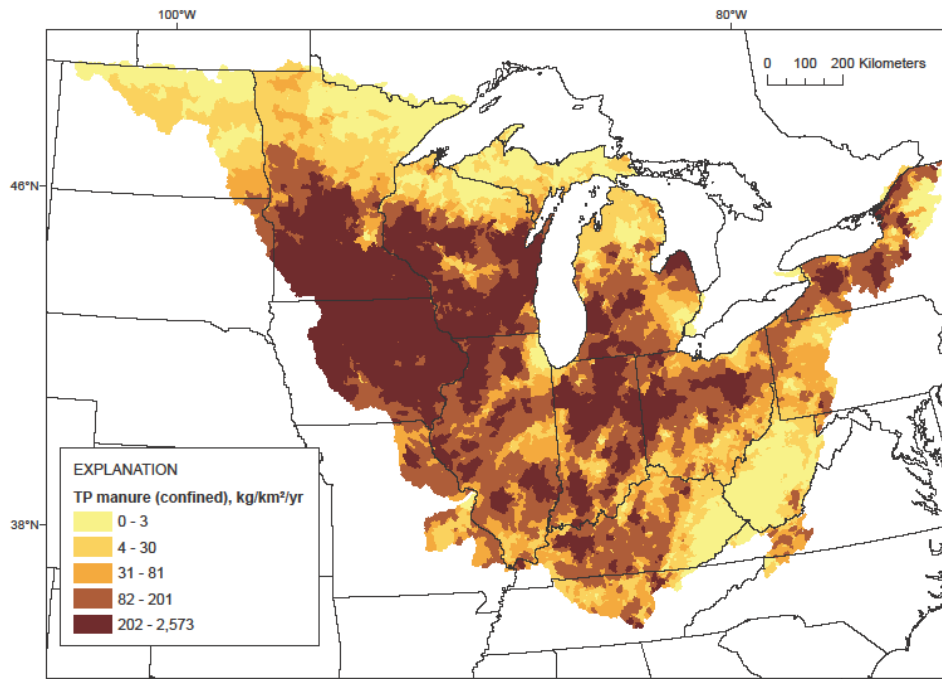 100°W
80°W
0 100 200 Kilometers
46°N
38°N
EXPLANATION
TP manure (confined), kg/km²/yr
0 - 3
4 - 30
31 - 81
82 - 201
202 - 2,573